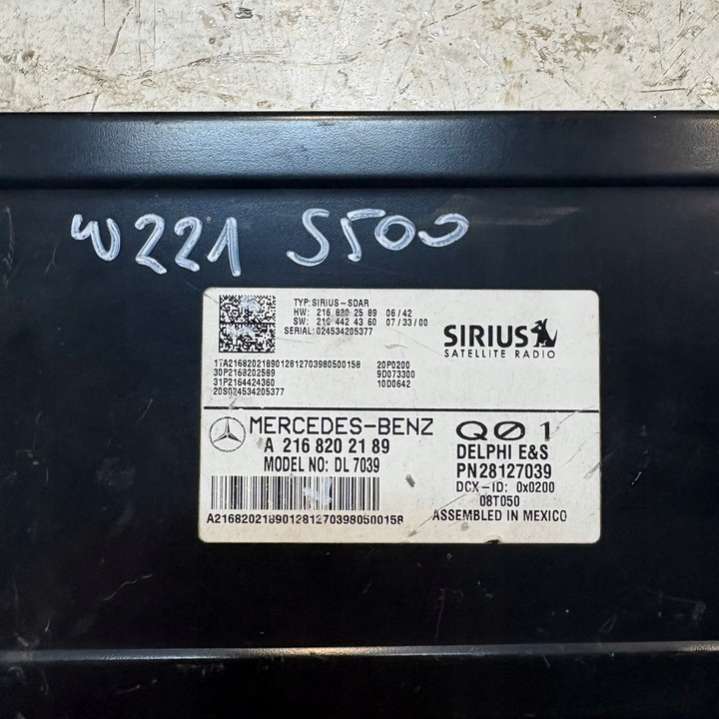 W221 S500
TYP: SIRIUS-SDAR
HW: 216 820 25 89 06/42
SW: 216 442 43 60 07/33/00
SERIAL: 024534205377
SIRIUS
SATELLITE RADIO
1TA2168202189012812703980500158 20P0200
30P2168202589 9D073300
31P2164424360 10D0642
20S024534205377
MERCEDES-BENZ
A 216 820 21 89
MODEL NO: DL 7039
A2168202189012812703980500158
Q01
DELPHI E&S
PN28127039
DCX-ID: 0x0200
08T050
ASSEMBLED IN MEXICO